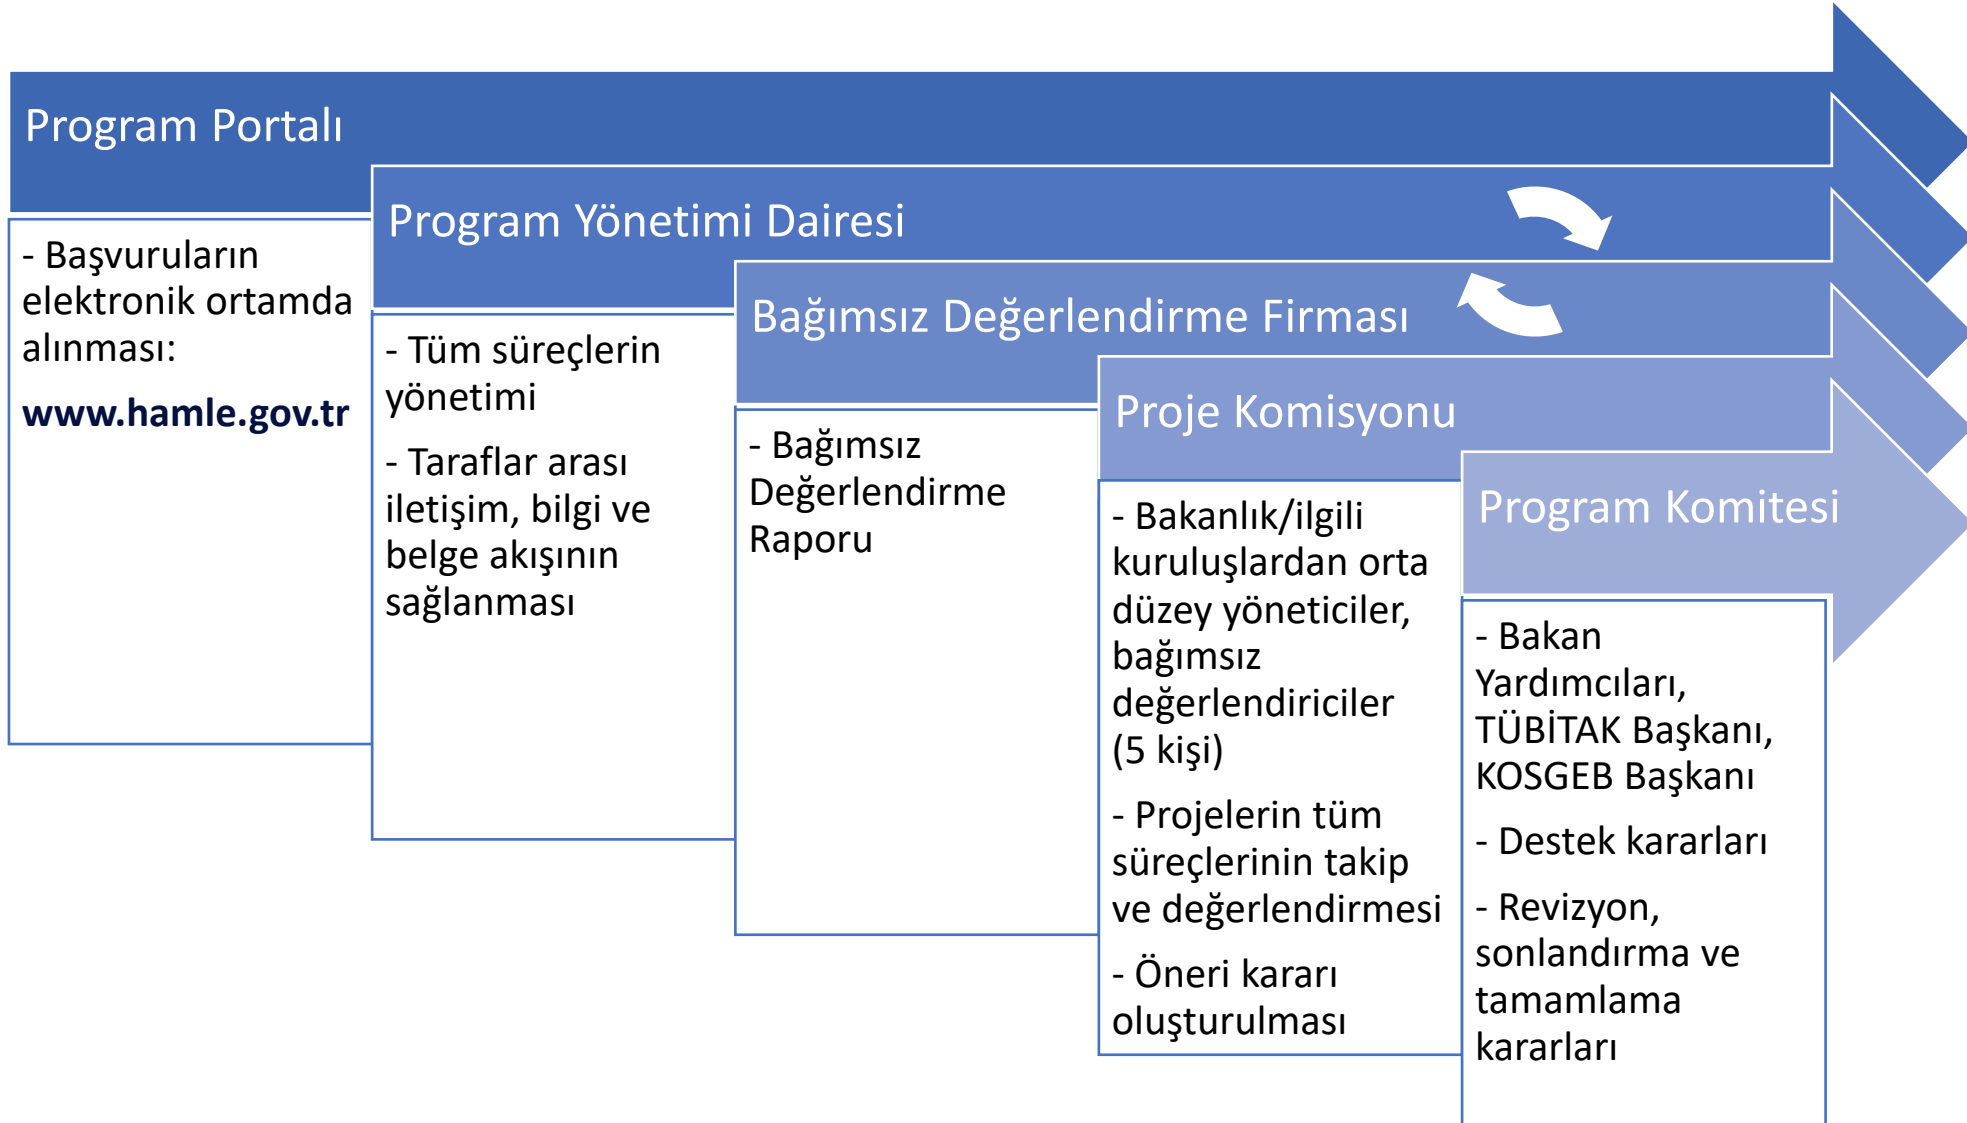 Program Portalı
- Başvuruların
elektronik ortamda
alınması:
www.hamle.gov.tr
Program Yönetimi Dairesi
- Tüm süreçlerin
yönetimi
- Taraflar arası
iletişim, bilgi ve
belge akışının
sağlanması
Bağımsız Değerlendirme Firması
- Bağımsız
Değerlendirme
Raporu
Proje Komisyonu
- Bakanlık/ilgili
kuruluşlardan orta
düzey yöneticiler,
bağımsız
değerlendiriciler
(5 kişi)
- Projelerin tüm
süreçlerinin takip
ve değerlendirmesi
- Öneri kararı
oluşturulması
Program Komitesi
- Bakan
Yardımcıları,
TÜBİTAK Başkanı,
KOSGEB Başkanı
- Destek kararları
- Revizyon,
sonlandırma ve
tamamlama
kararları